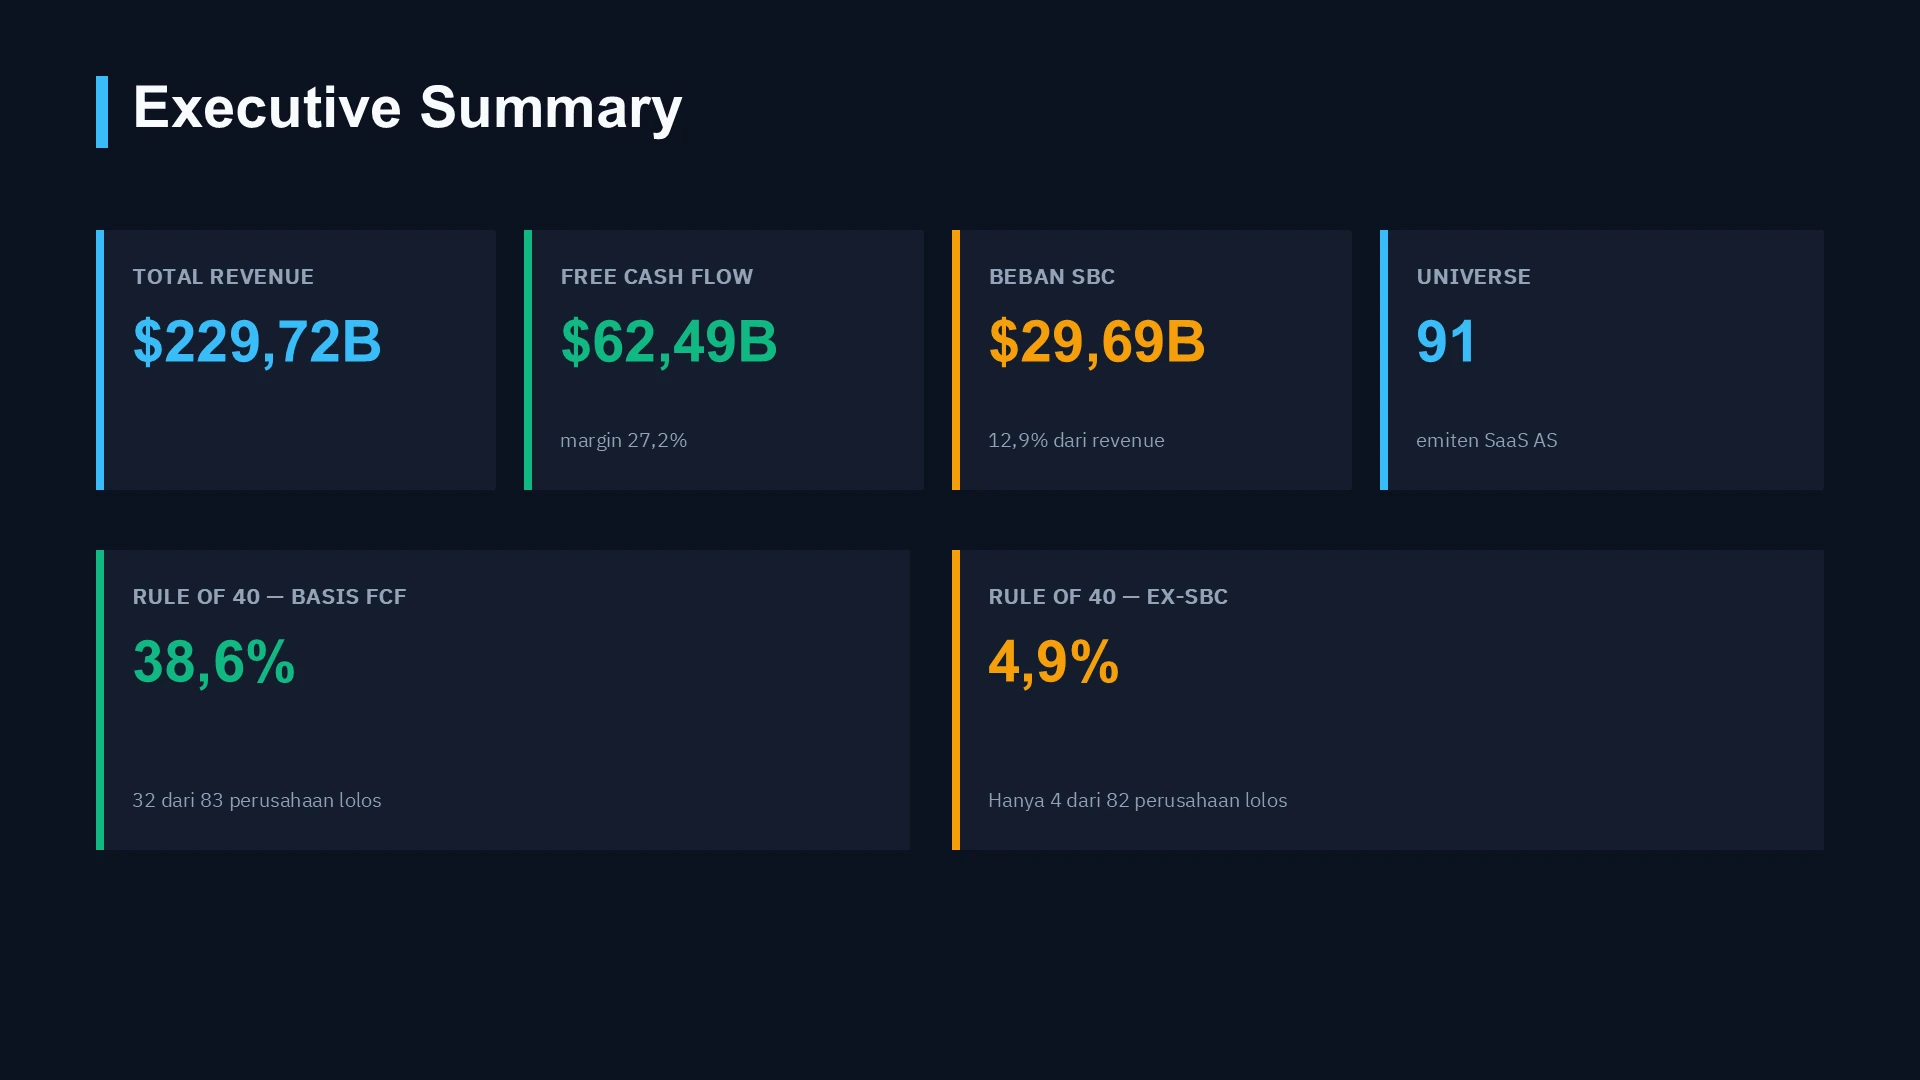 Executive Summary
TOTAL REVENUE
$229,72B
FREE CASH FLOW
$62,49B
margin 27,2%
BEBAN SBC
$29,69B
12,9% dari revenue
UNIVERSE
91
emiten SaaS AS
RULE OF 40 — BASIS FCF
38,6%
32 dari 83 perusahaan lolos
RULE OF 40 — EX-SBC
4,9%
Hanya 4 dari 82 perusahaan lolos